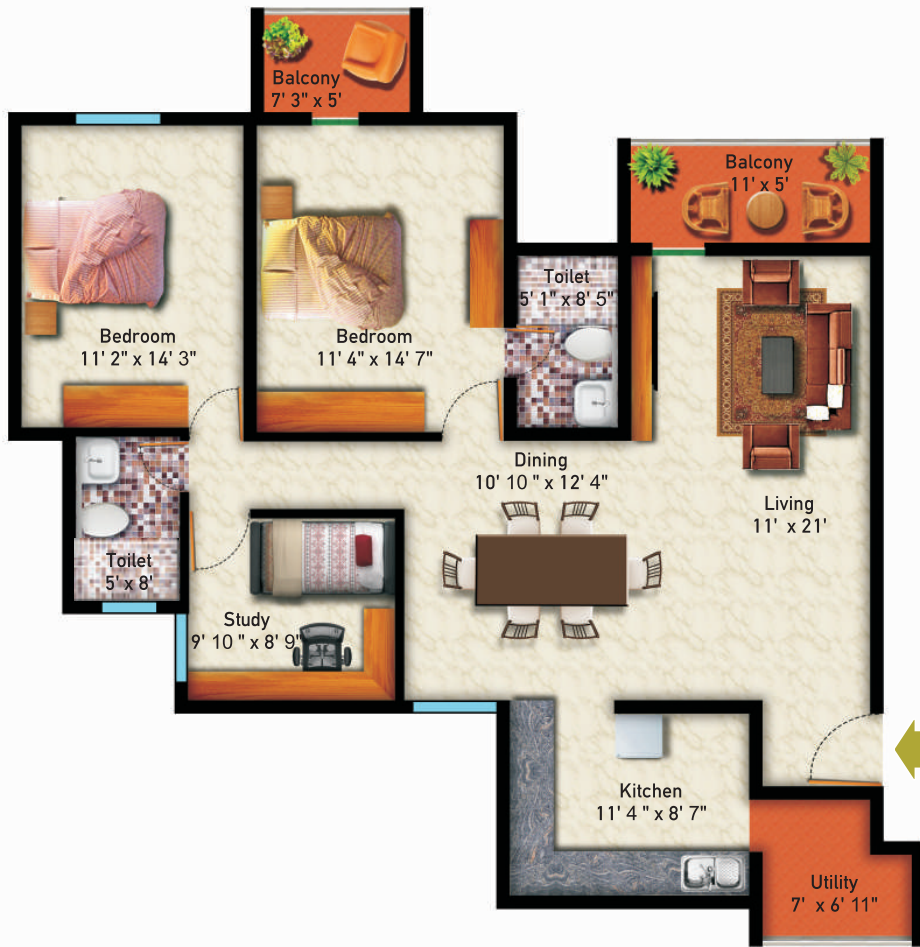 Balcony
7' 3" x 5'
Balcony
11' x 5'
Toilet
5' 1" x 8' 5"
Bedroom
11' 2" x 14' 3"
Bedroom
11' 4" x 14' 7"
Dining
10' 10 " x 12' 4"
Living
11' x 21'
Toilet
5' x 8'
Study
9' 10 " x 8' 9"
Kitchen
11' 4 " x 8' 7"
Utility
7' x 6' 11"